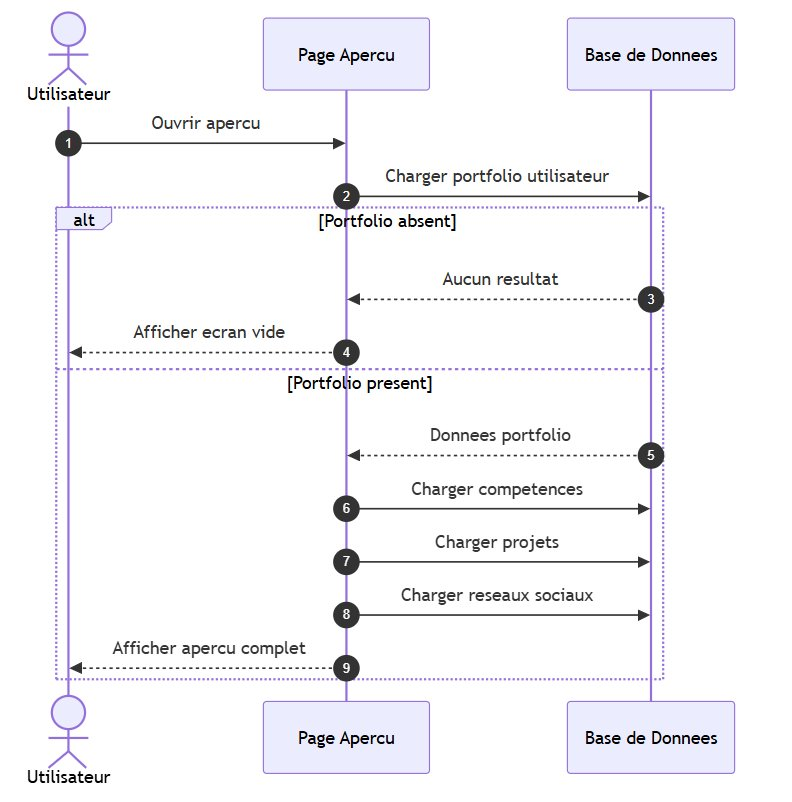 Utilisateur
Page Apercu
Base de Donnees
Ouvrir apercu
1
Charger portfolio utilisateur
2
alt
[Portfolio absent]
Aucun resultat
3
Afficher ecran vide
4
[Portfolio present]
Donnees portfolio
5
Charger competences
6
Charger projets
7
Charger reseaux sociaux
8
Afficher apercu complet
9
Utilisateur
Page Apercu
Base de Donnees